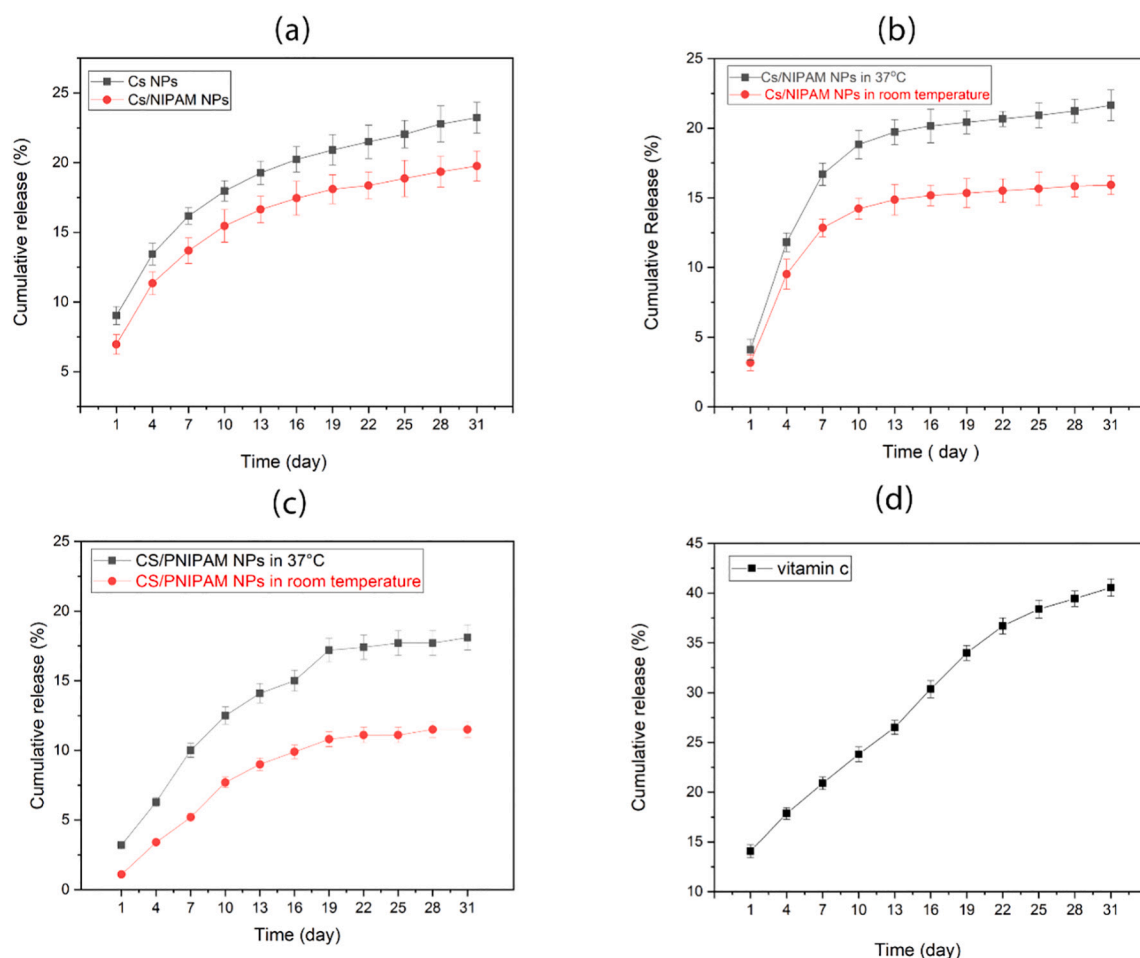 (a)
Cs NPs
Cs/NIPAM NPs
25
20
15
10
5
Cumulative release (%)
1 4 7 10 13 16 19 22 25 28 31
Time (day)
(b)
Cs/NIPAM NPs in 37°C
Cs/NIPAM NPs in room temperature
25
20
15
10
5
0
Cumulative Release (%)
1 4 7 10 13 16 19 22 25 28 31
Time ( day )
(c)
CS/PNIPAM NPs in 37°C
CS/PNIPAM NPs in room temperature
25
20
15
10
5
0
Cumulative release (%)
1 4 7 10 13 16 19 22 25 28 31
Time (day)
(d)
vitamin c
45
40
35
30
25
20
15
10
Cumulative release (%)
1 4 7 10 13 16 19 22 25 28 31
Time (day)